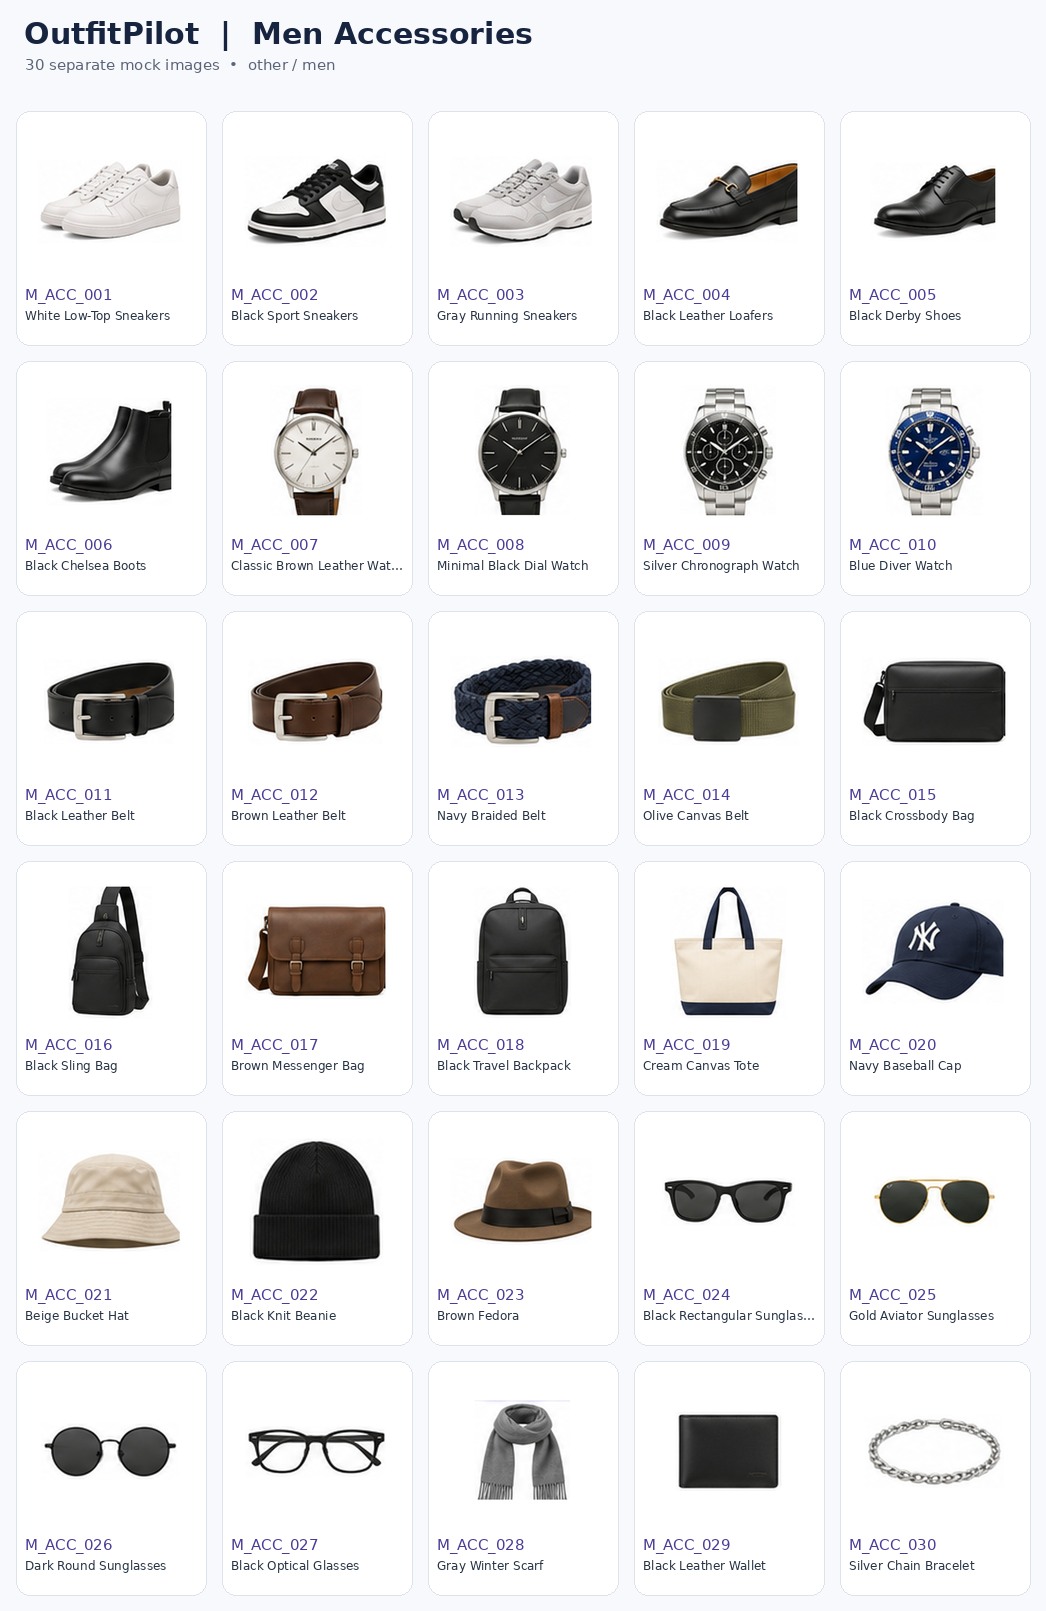 OutfitPilot | Men Accessories
30 separate mock images • other / men
M_ACC_001
White Low-Top Sneakers
M_ACC_002
Black Sport Sneakers
M_ACC_003
Gray Running Sneakers
M_ACC_004
Black Leather Loafers
M_ACC_005
Black Derby Shoes
M_ACC_006
Black Chelsea Boots
M_ACC_007
Classic Brown Leather Wat...
M_ACC_008
Minimal Black Dial Watch
M_ACC_009
Silver Chronograph Watch
M_ACC_010
Blue Diver Watch
M_ACC_011
Black Leather Belt
M_ACC_012
Brown Leather Belt
M_ACC_013
Navy Braided Belt
M_ACC_014
Olive Canvas Belt
M_ACC_015
Black Crossbody Bag
M_ACC_016
Black Sling Bag
M_ACC_017
Brown Messenger Bag
M_ACC_018
Black Travel Backpack
M_ACC_019
Cream Canvas Tote
NY
M_ACC_020
Navy Baseball Cap
M_ACC_021
Beige Bucket Hat
M_ACC_022
Black Knit Beanie
M_ACC_023
Brown Fedora
M_ACC_024
Black Rectangular Sunglas...
M_ACC_025
Gold Aviator Sunglasses
M_ACC_026
Dark Round Sunglasses
M_ACC_027
Black Optical Glasses
M_ACC_028
Gray Winter Scarf
M_ACC_029
Black Leather Wallet
M_ACC_030
Silver Chain Bracelet